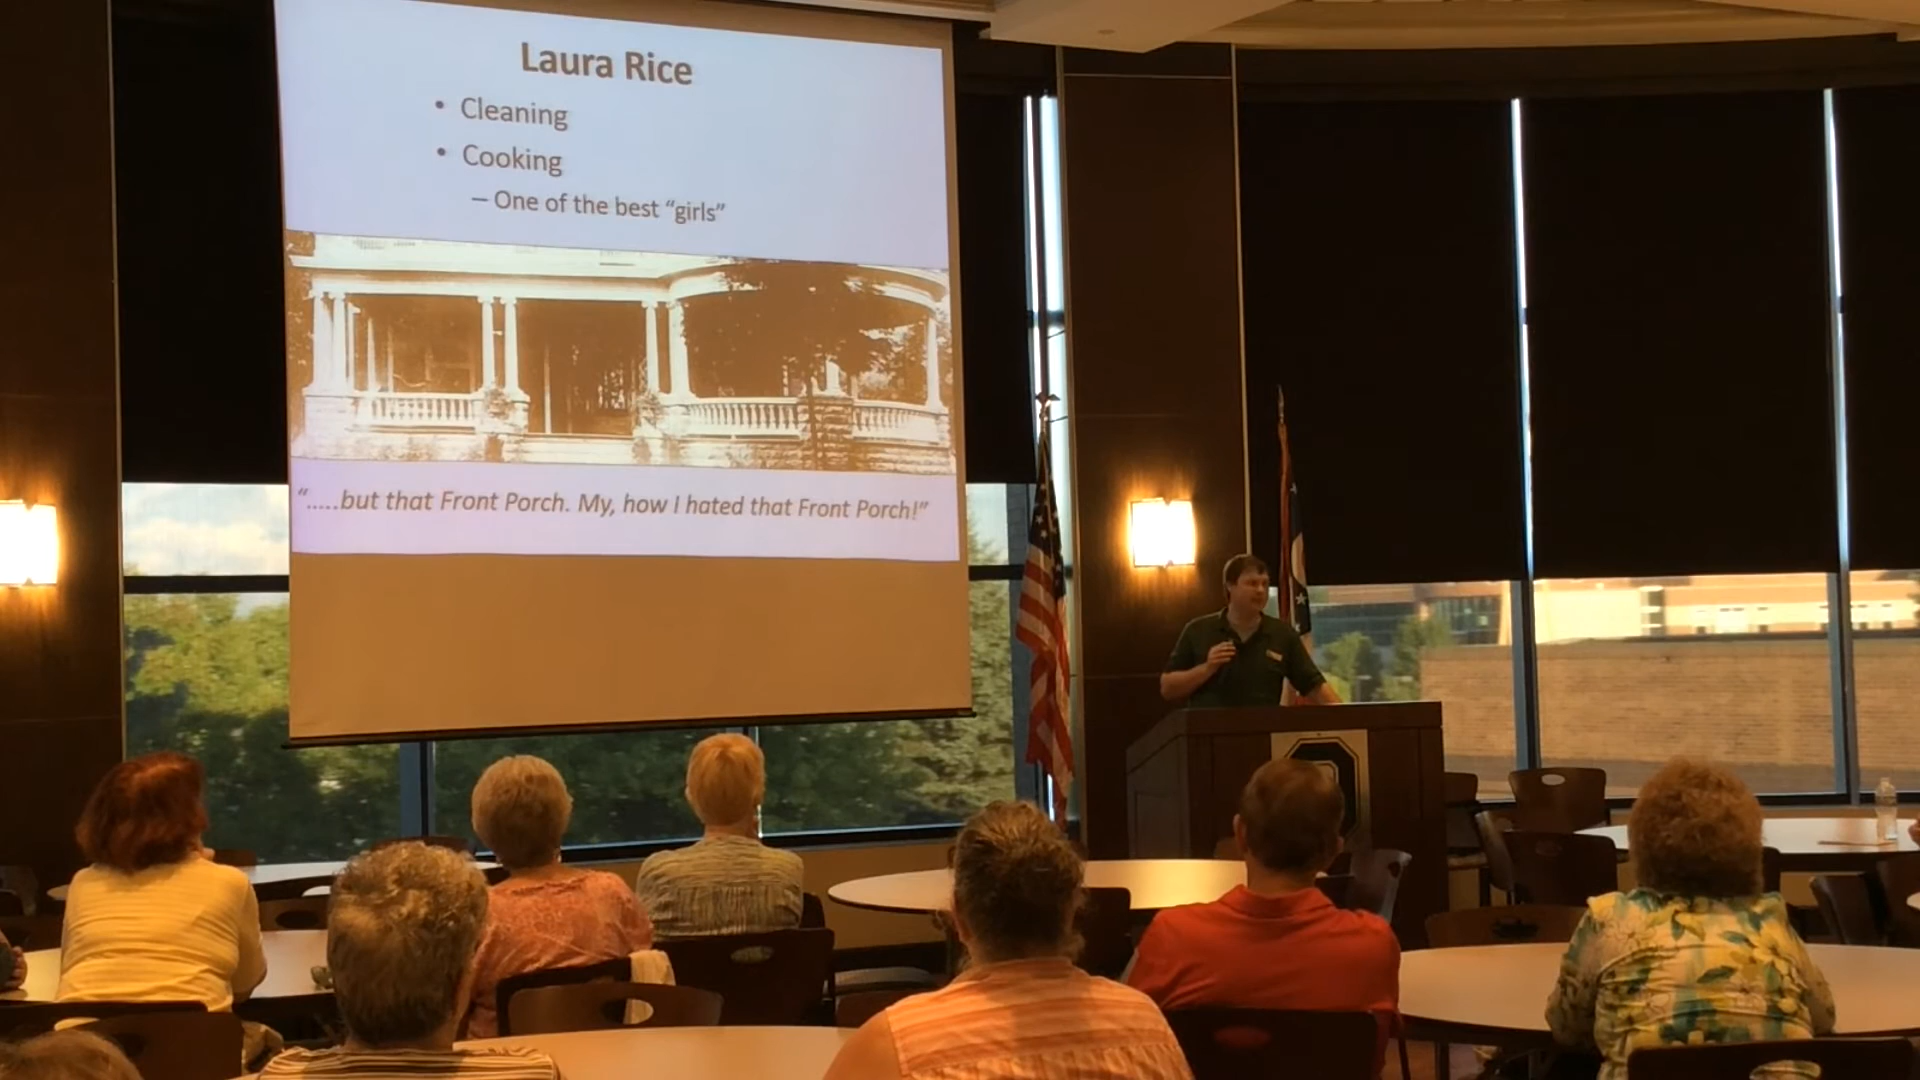 Laura Rice
• Cleaning
• Cooking
– One of the best “girls”
“.....but that Front Porch. My, how I hated that Front Porch!”